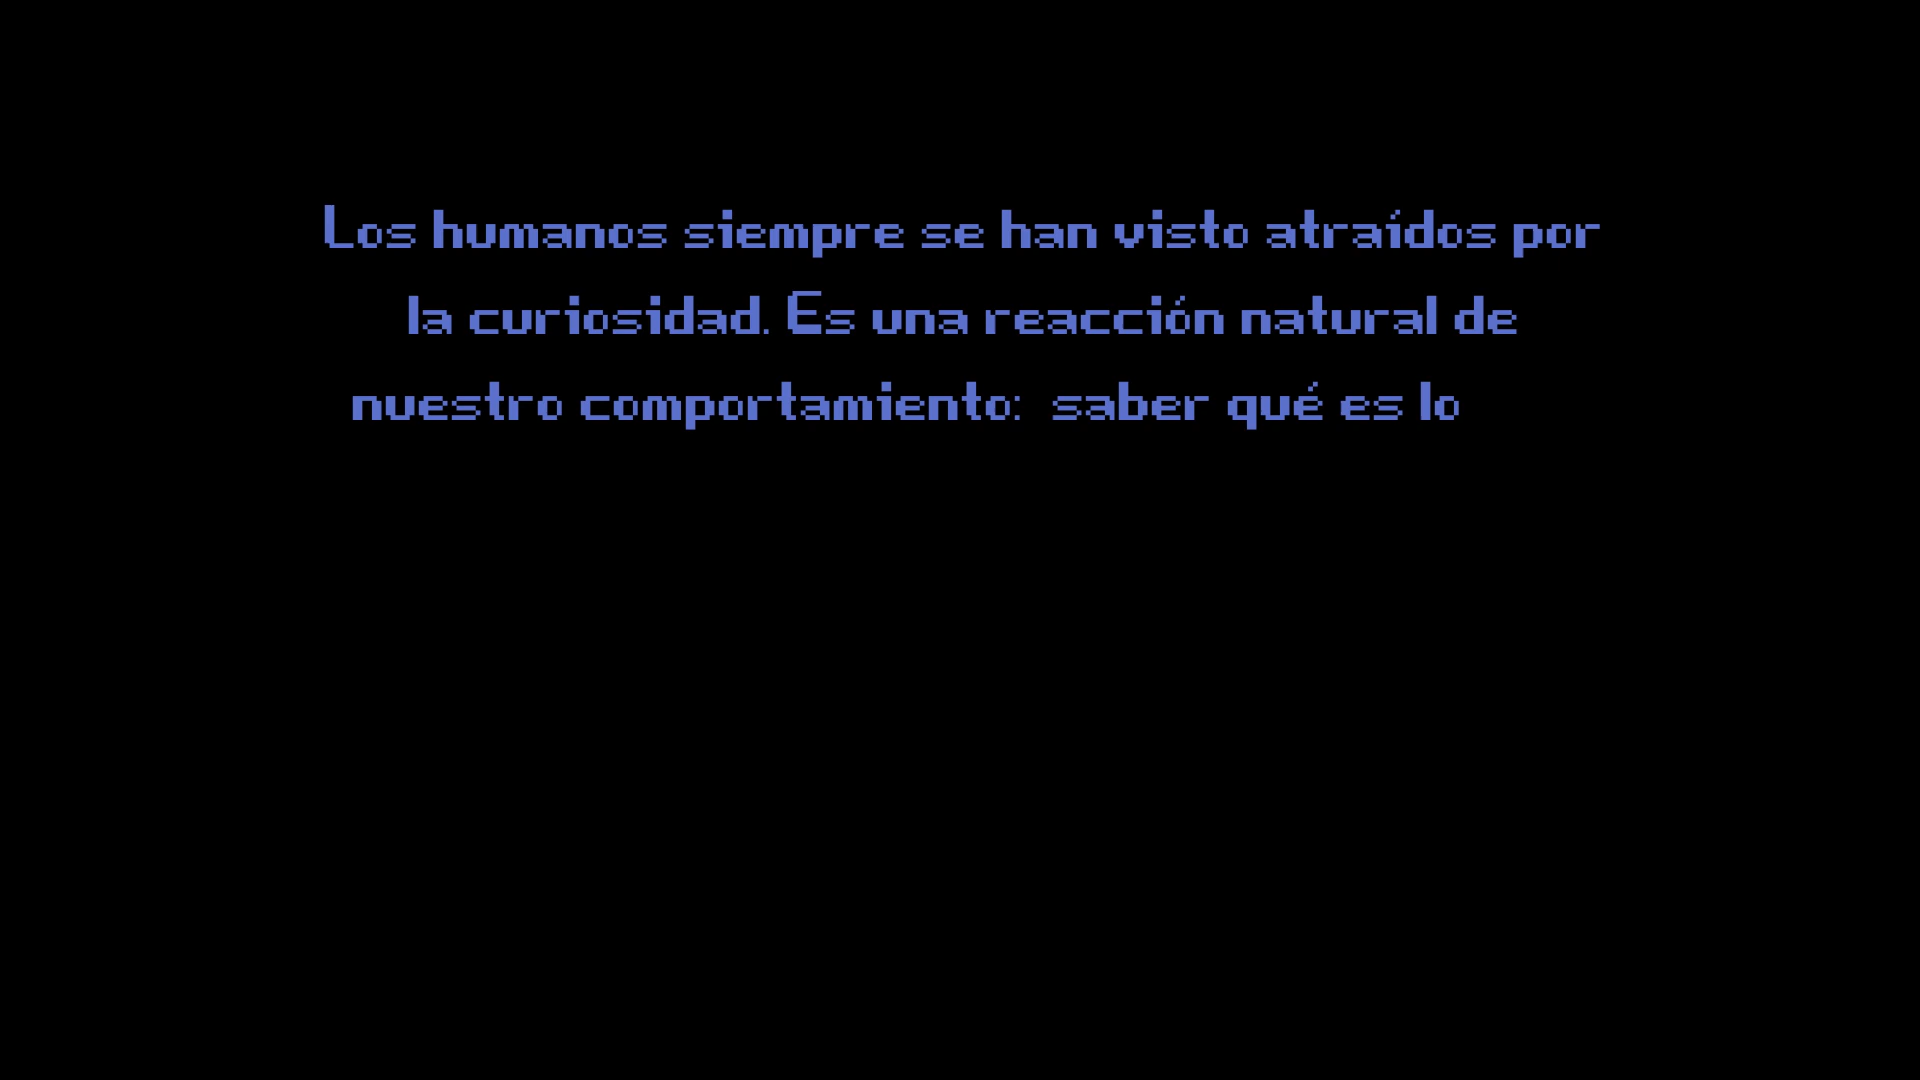 Los humanos siempre se han visto atraídos por
la curiosidad. Es una reacción natural de
nuestro comportamiento:  saber qué es lo